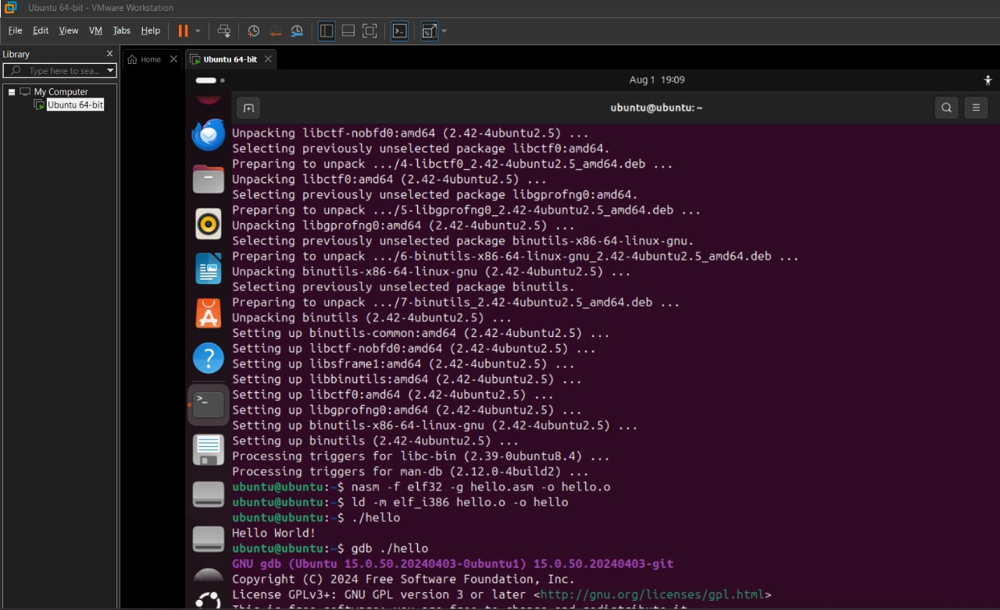 Ubuntu 64-bit - VMware Workstation
File Edit View VM Tabs Help
Library
Type here to sea...
My Computer
Ubuntu 64-bit
Home
Ubuntu 64-bit
Aug 1 19:09
ubuntu@ubuntu: ~
Unpacking libctf-nobfd0:amd64 (2.42-4ubuntu2.5) ...
Selecting previously unselected package libctf0:amd64.
Preparing to unpack .../4-libctf0_2.42-4ubuntu2.5_amd64.deb ...
Unpacking libctf0:amd64 (2.42-4ubuntu2.5) ...
Selecting previously unselected package libgprofng0:amd64.
Preparing to unpack .../5-libgprofng0_2.42-4ubuntu2.5_amd64.deb ...
Unpacking libgprofng0:amd64 (2.42-4ubuntu2.5) ...
Selecting previously unselected package binutils-x86-64-linux-gnu.
Preparing to unpack .../6-binutils-x86-64-linux-gnu_2.42-4ubuntu2.5_amd64.deb ...
Unpacking binutils-x86-64-linux-gnu (2.42-4ubuntu2.5) ...
Selecting previously unselected package binutils.
Preparing to unpack .../7-binutils_2.42-4ubuntu2.5_amd64.deb ...
Unpacking binutils (2.42-4ubuntu2.5) ...
Setting up binutils-common:amd64 (2.42-4ubuntu2.5) ...
Setting up libctf-nobfd0:amd64 (2.42-4ubuntu2.5) ...
Setting up libsframe1:amd64 (2.42-4ubuntu2.5) ...
Setting up libbinutils:amd64 (2.42-4ubuntu2.5) ...
Setting up libctf0:amd64 (2.42-4ubuntu2.5) ...
Setting up libgprofng0:amd64 (2.42-4ubuntu2.5) ...
Setting up binutils-x86-64-linux-gnu (2.42-4ubuntu2.5) ...
Setting up binutils (2.42-4ubuntu2.5) ...
Processing triggers for libc-bin (2.39-0ubuntu8.4) ...
Processing triggers for man-db (2.12.0-4build2) ...
ubuntu@ubuntu:~$ nasm -f elf32 -g hello.asm -o hello.o
ubuntu@ubuntu:~$ ld -m elf_i386 hello.o -o hello
ubuntu@ubuntu:~$ ./hello
Hello World!
ubuntu@ubuntu:~$ gdb ./hello
GNU gdb (Ubuntu 15.0.50.20240403-0ubuntu1) 15.0.50.20240403-git
Copyright (C) 2024 Free Software Foundation, Inc.
License GPLv3+: GNU GPL version 3 or later <http://gnu.org/licenses/gpl.html>
This is free software: you are free to change and redistribute it